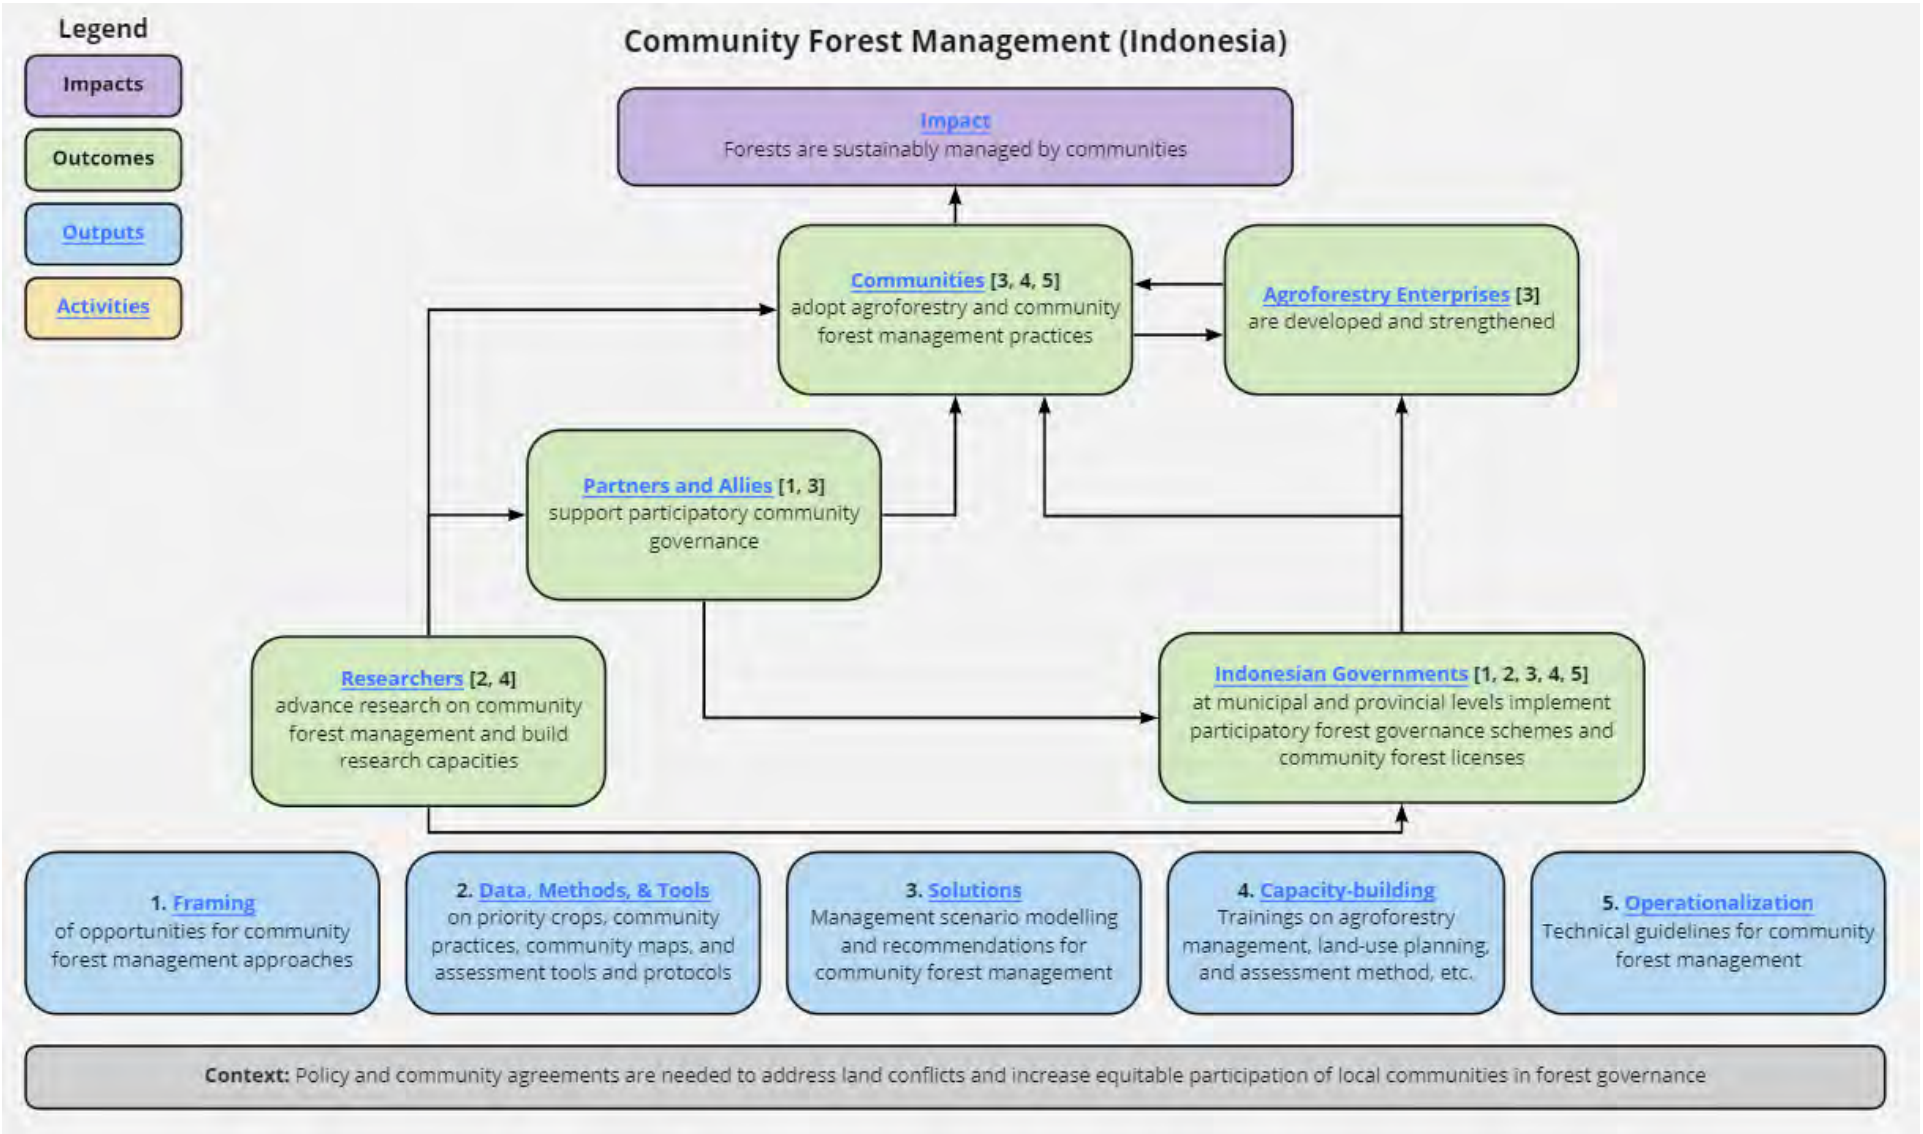 Legend
Impacts
Outcomes
Outputs
Activities
Community Forest Management (Indonesia)
Impact
Forests are sustainably managed by communities
Communities [3, 4, 5]
adopt agroforestry and community
forest management practices
Agroforestry Enterprises [3]
are developed and strengthened
Partners and Allies [1, 3]
support participatory community
governance
Researchers [2, 4]
advance research on community
forest management and build
research capacities
Indonesian Governments [1, 2, 3, 4, 5]
at municipal and provincial levels implement
participatory forest governance schemes and
community forest licenses
1. Framing
of opportunities for community
forest management approaches
2. Data, Methods, & Tools
on priority crops, community
practices, community maps, and
assessment tools and protocols
3. Solutions
Management scenario modelling
and recommendations for
community forest management
4. Capacity-building
Trainings on agroforestry
management, land-use planning,
and assessment method, etc.
5. Operationalization
Technical guidelines for community
forest management
Context: Policy and community agreements are needed to address land conflicts and increase equitable participation of local communities in forest governance